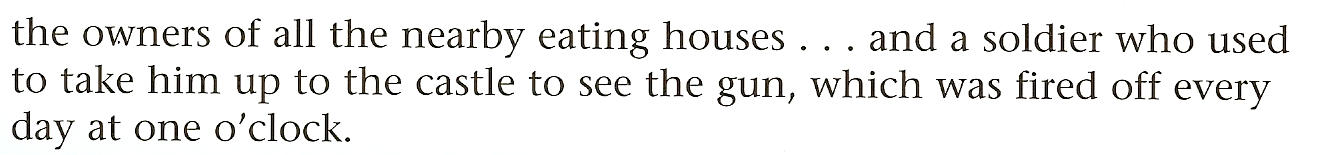 the owners of all the nearby eating houses . . . and a soldier who used
to take him up to the castle to see the gun, which was fired off every
day at one o’clock.